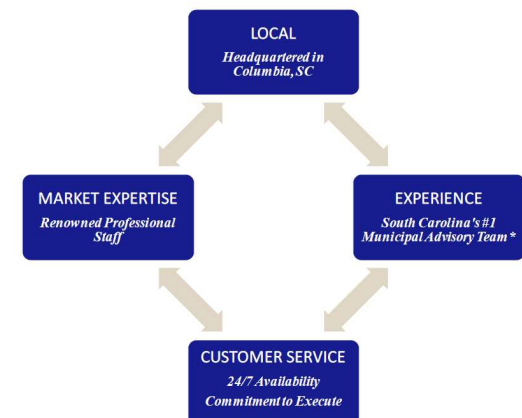 LOCAL
Headquartered in
Columbia, SC
MARKET EXPERTISE
Renowned Professional
Staff
EXPERIENCE
South Carolina's #1
Municipal Advisory Team *
CUSTOMER SERVICE
24/7 Availability
Commitment to Execute